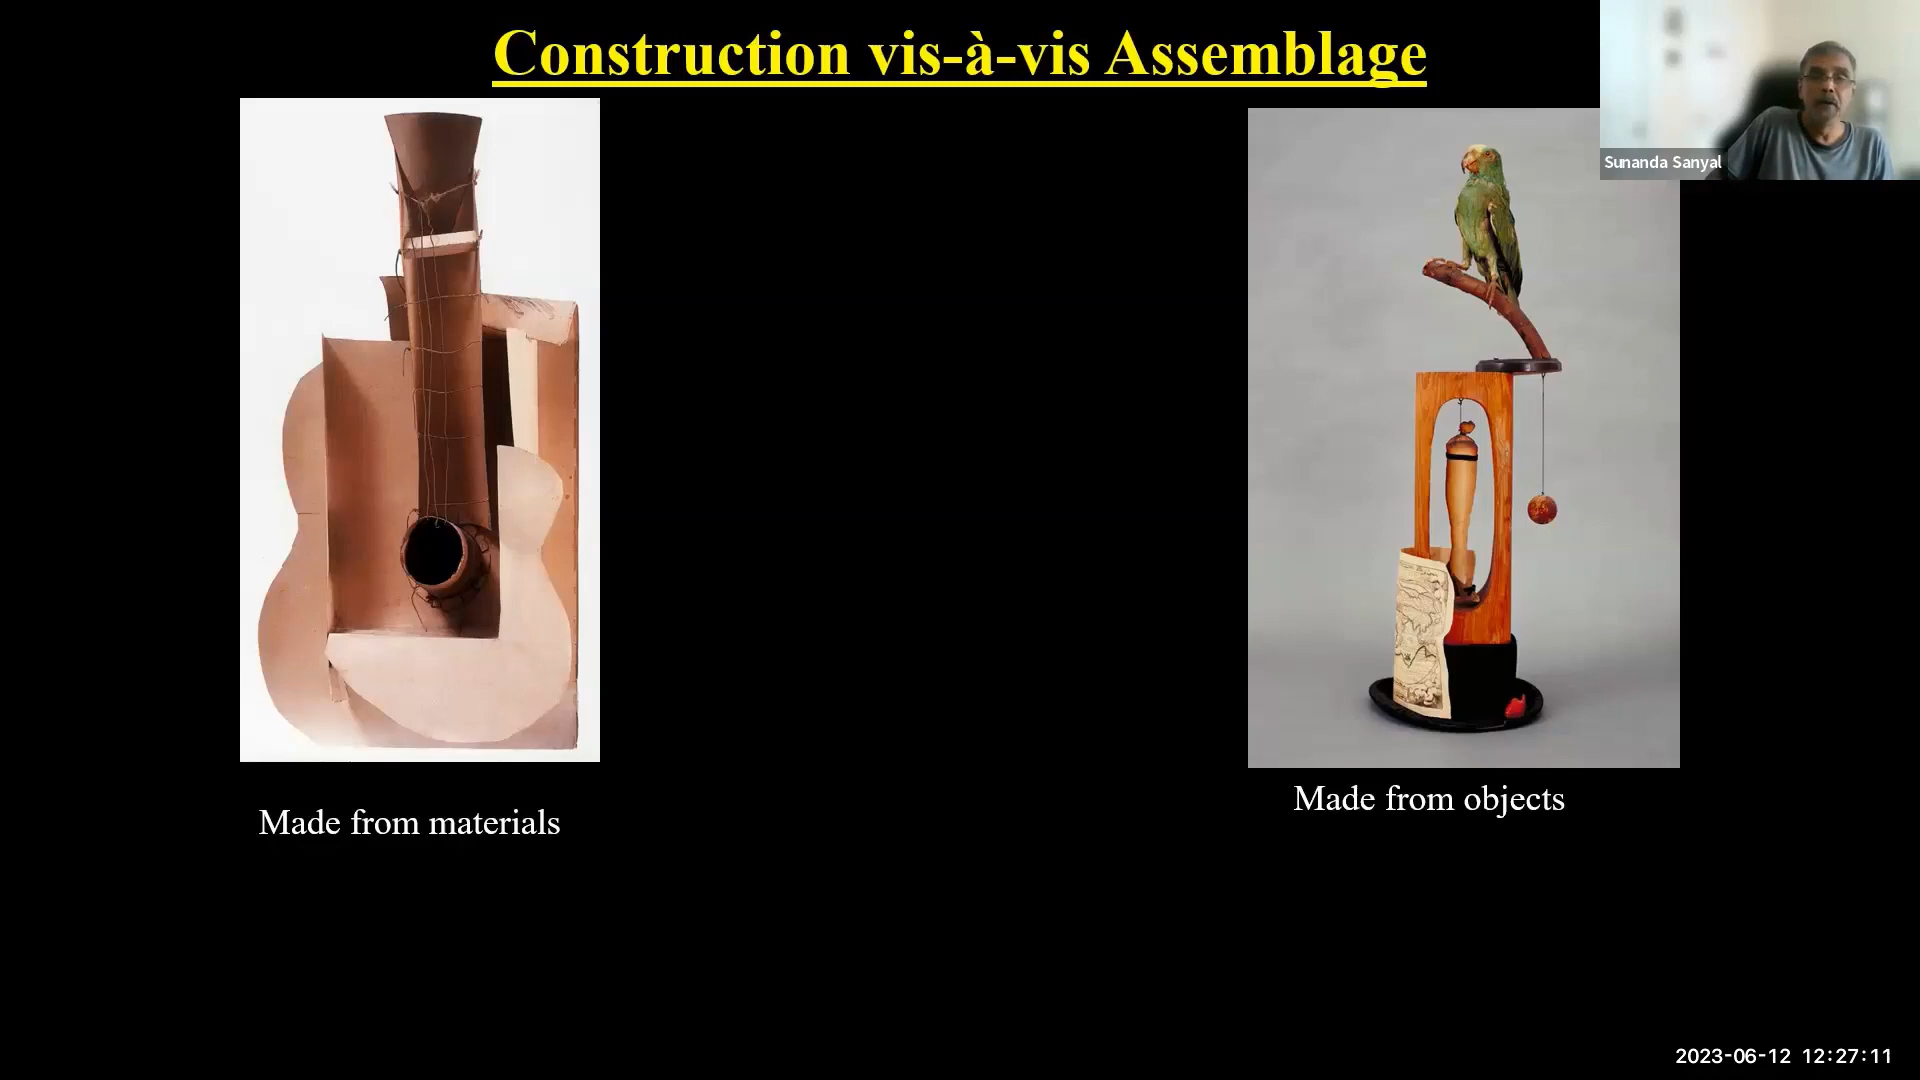 Construction vis-à-vis Assemblage
Sunanda Sanyal
Made from materials
Made from objects
2023-06-12 12:27:11